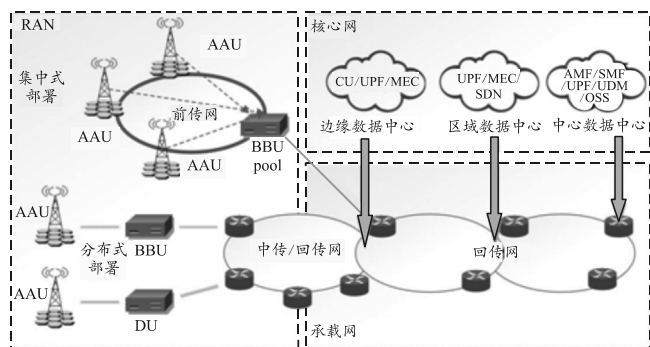 RAN
集中式
部署
AAU
AAU
AAU
前传网
BBU
pool
AAU
分布式
部署
BBU
AAU
DU
中传/回传网
核心网
CU/UPF/MEC
边缘数据中心
UPF/MEC/
SDN
区域数据中心
AMF/SMF
/UPF/UDM
/OSS
中心数据中心
回传网
承载网